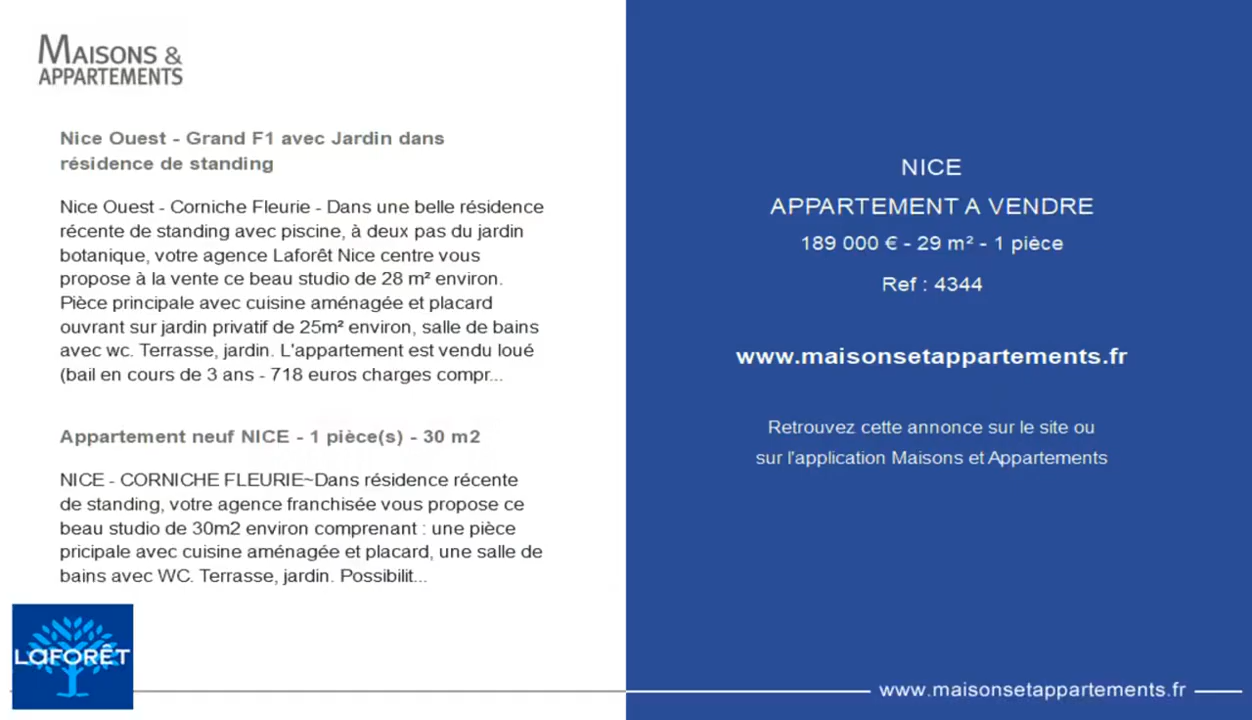 MAISONS &
APPARTEMENTS
Nice Ouest - Grand F1 avec Jardin dans
résidence de standing
Nice Ouest - Corniche Fleurie - Dans une belle résidence
récente de standing avec piscine, à deux pas du jardin
botanique, votre agence Laforêt Nice centre vous
propose à la vente ce beau studio de 28 m² environ.
Pièce principale avec cuisine aménagée et placard
ouvrant sur jardin privatif de 25m² environ, salle de bains
avec wc. Terrasse, jardin. L'appartement est vendu loué
(bail en cours de 3 ans - 718 euros charges compr...
Appartement neuf NICE - 1 pièce(s) - 30 m2
NICE - CORNICHE FLEURIE~Dans résidence récente
de standing, votre agence franchisée vous propose ce
beau studio de 30m2 environ comprenant : une pièce
pricipale avec cuisine aménagée et placard, une salle de
bains avec WC. Terrasse, jardin. Possibilit...
LAFORÊT
NICE
APPARTEMENT A VENDRE
189 000 € - 29 m² - 1 pièce
Ref : 4344
www.maisonsetappartements.fr
Retrouvez cette annonce sur le site ou
sur l'application Maisons et Appartements
www.maisonsetappartements.fr